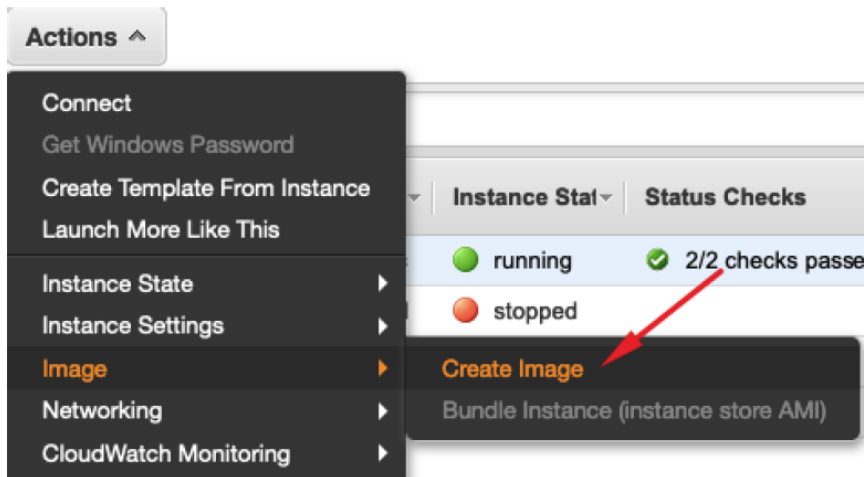 Actions
Connect
Get Windows Password
Create Template From Instance
Launch More Like This
Instance State
Instance Settings
Image
Networking
CloudWatch Monitoring
Instance Stat
Status Checks
running
2/2 checks passe
stopped
Create Image
Bundle Instance (instance store AMI)